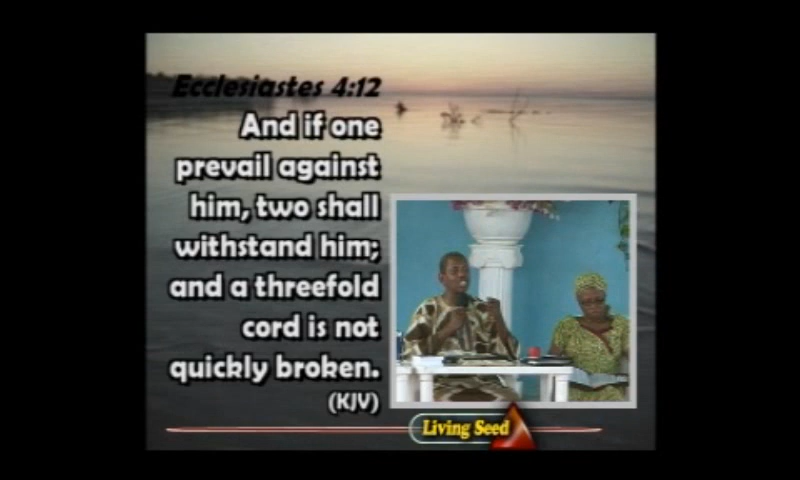 Ecclesiastes 4:12
And if one
prevail against
him, two shall
withstand him;
and a threefold
cord is not
quickly broken.
(KJV)
Living Seed